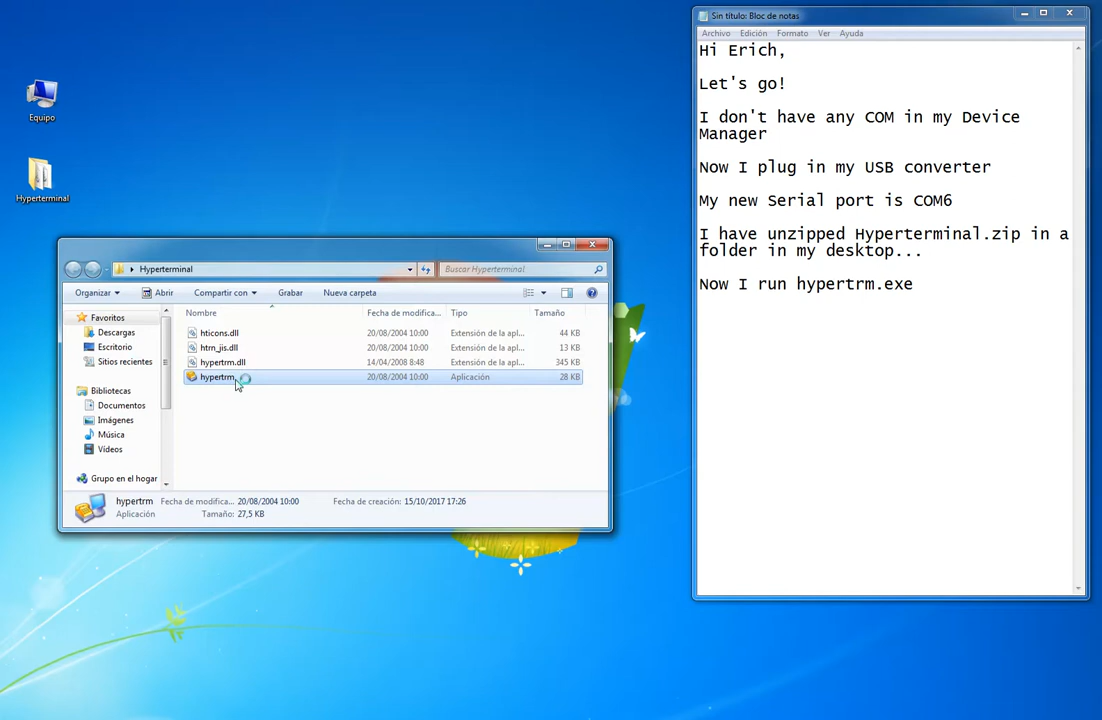 Equipo
Hyperterminal
Hyperterminal
Buscar Hyperterminal
Organizar
Abrir
Compartir con
Grabar
Nueva carpeta
Favoritos
Descargas
Escritorio
Sitios recientes
Bibliotecas
Documentos
Imágenes
Música
Vídeos
Grupo en el hogar
Nombre Fecha de modifica... Tipo Tamaño
hticons.dll 20/08/2004 10:00 Extensión de la apl... 44 KB
htrn_jis.dll 20/08/2004 10:00 Extensión de la apl... 13 KB
hypertrm.dll 14/04/2008 8:48 Extensión de la apl... 345 KB
hypertrm 20/08/2004 10:00 Aplicación 28 KB
hypertrm Fecha de modifica... 20/08/2004 10:00 Fecha de creación: 15/10/2017 17:26
Aplicación Tamaño: 27,5 KB
Sin título: Bloc de notas
Archivo Edición Formato Ver Ayuda
Hi Erich,
Let's go!
I don't have any COM in my Device
Manager
Now I plug in my USB converter
My new Serial port is COM6
I have unzipped Hyperterminal.zip in a
folder in my desktop...
Now I run hypertrm.exe